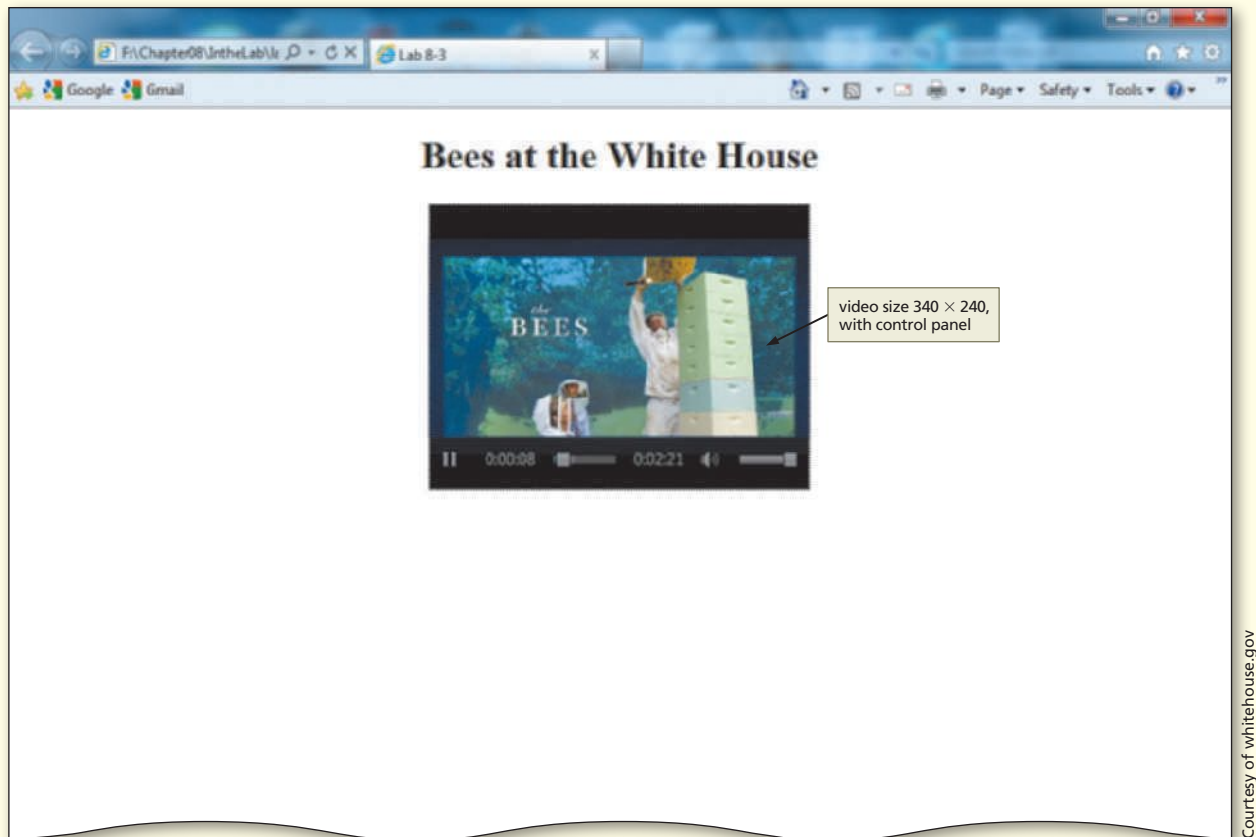 F:\Chapter08\IntheLab\
Lab 8-3
Google Gmail
Page Safety Tools
Bees at the White House
the
BEES
0:00:08 0:02:21
video size 340 × 240,
with control panel
Courtesy of whitehouse.gov